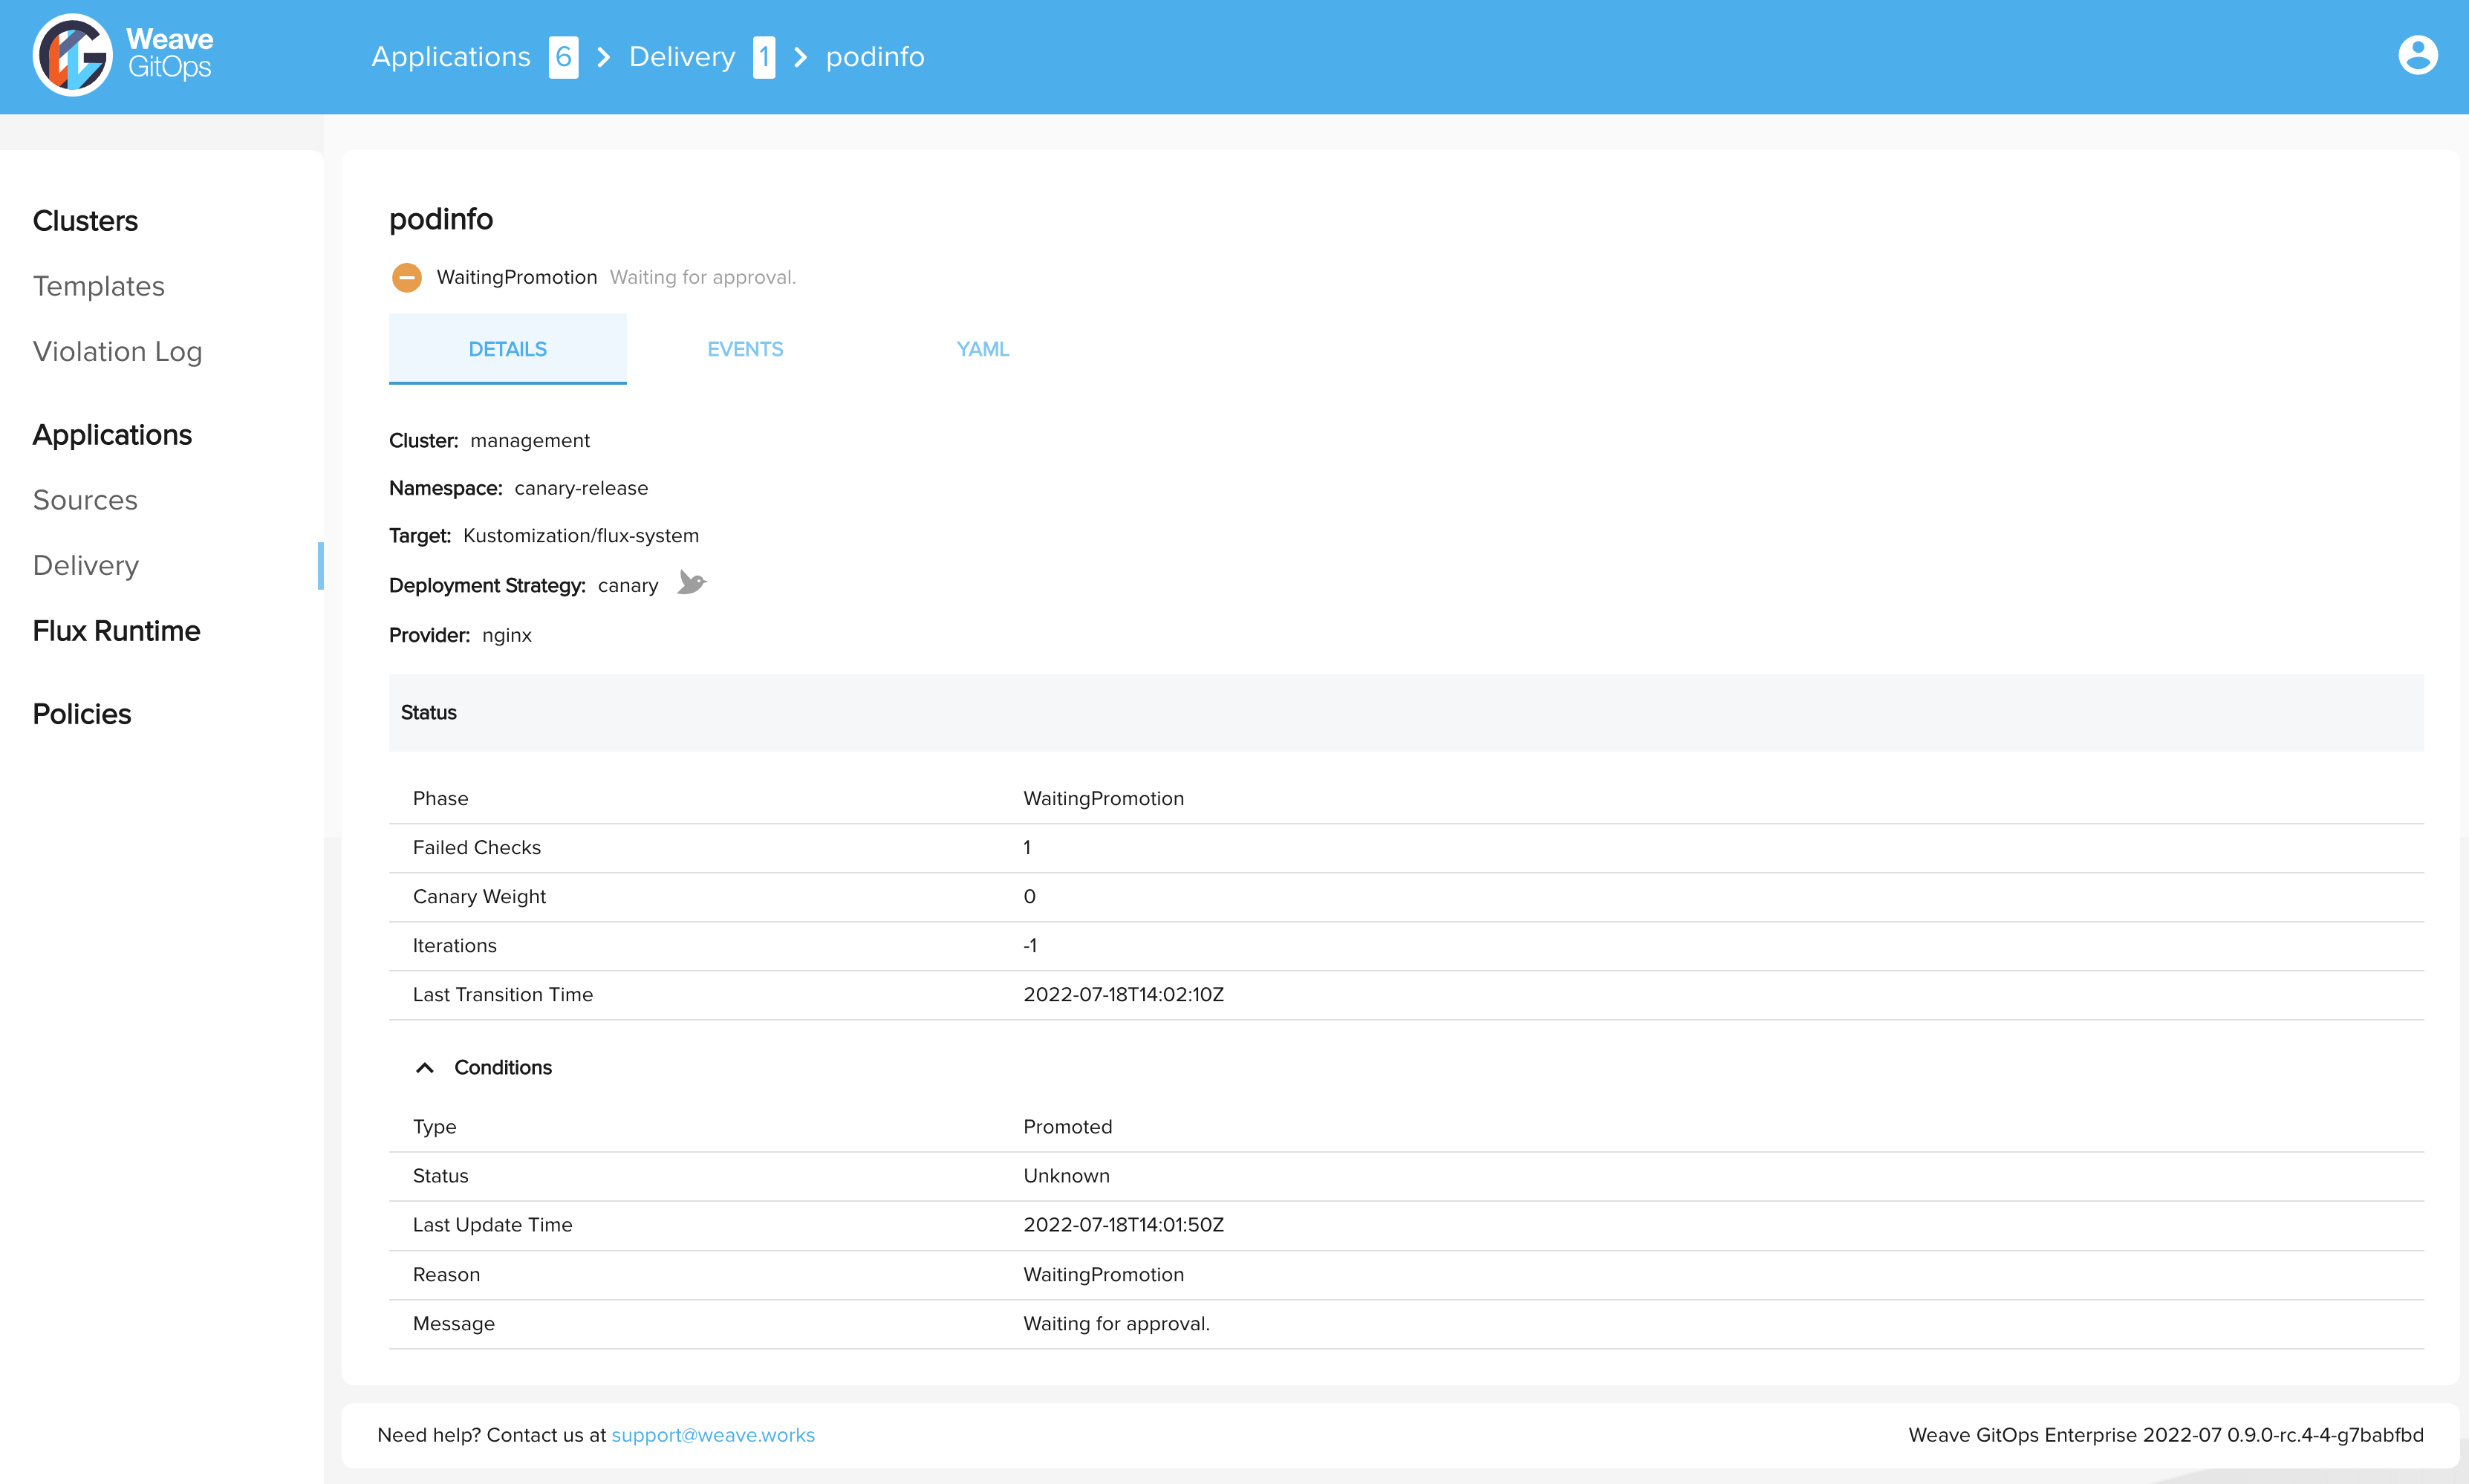 Weave
GitOps
Applications 6 > Delivery 1 > podinfo
Clusters
Templates
Violation Log
Applications
Sources
Delivery
Flux Runtime
Policies
podinfo
WaitingPromotion Waiting for approval.
DETAILS EVENTS YAML
Cluster: management
Namespace: canary-release
Target: Kustomization/flux-system
Deployment Strategy: canary
Provider: nginx
Status
Phase WaitingPromotion
Failed Checks 1
Canary Weight 0
Iterations -1
Last Transition Time 2022-07-18T14:02:10Z
Conditions
Type Promoted
Status Unknown
Last Update Time 2022-07-18T14:01:50Z
Reason WaitingPromotion
Message Waiting for approval.
Need help? Contact us at support@weave.works
Weave GitOps Enterprise 2022-07 0.9.0-rc.4-4-g7babfbd